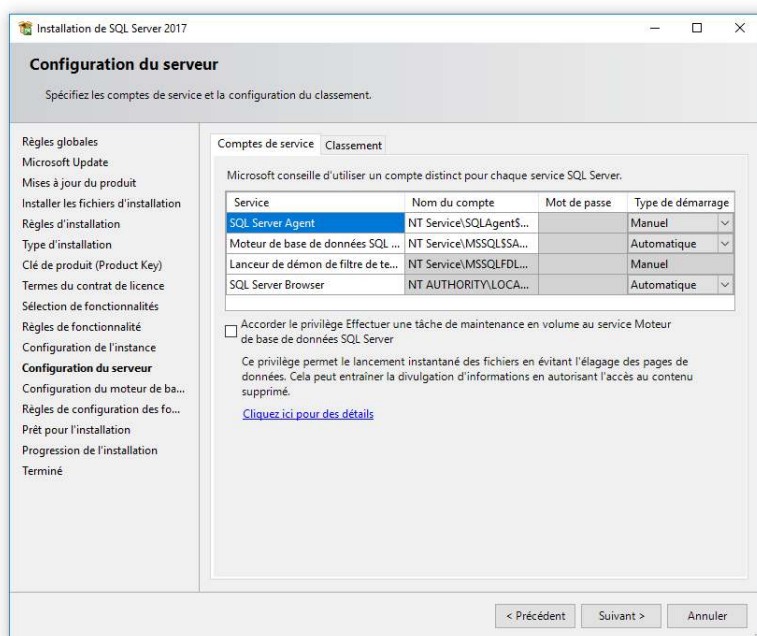 Installation de SQL Server 2017
Configuration du serveur
Spécifiez les comptes de service et la configuration du classement.
Règles globales
Microsoft Update
Mises à jour du produit
Installer les fichiers d'installation
Règles d'installation
Type d'installation
Clé de produit (Product Key)
Termes du contrat de licence
Sélection de fonctionnalités
Règles de fonctionnalité
Configuration de l'instance
Configuration du serveur
Configuration du moteur de ba...
Règles de configuration des fo...
Prêt pour l'installation
Progression de l'installation
Terminé
Comptes de service Classement
Microsoft conseille d'utiliser un compte distinct pour chaque service SQL Server.
Service Nom du compte Mot de passe Type de démarrage
SQL Server Agent NT Service\SQLAgent$... Manuel
Moteur de base de données SQL ... NT Service\MSSQL$SA... Automatique
Lanceur de démon de filtre de te... NT Service\MSSQLFDL... Manuel
SQL Server Browser NT AUTHORITY\LOCA... Automatique
Accorder le privilège Effectuer une tâche de maintenance en volume au service Moteur
de base de données SQL Server
Ce privilège permet le lancement instantané des fichiers en évitant l'élagage des pages de
données. Cela peut entraîner la divulgation d'informations en autorisant l'accès au contenu
supprimé.
Cliquez ici pour des détails
< Précédent Suivant > Annuler